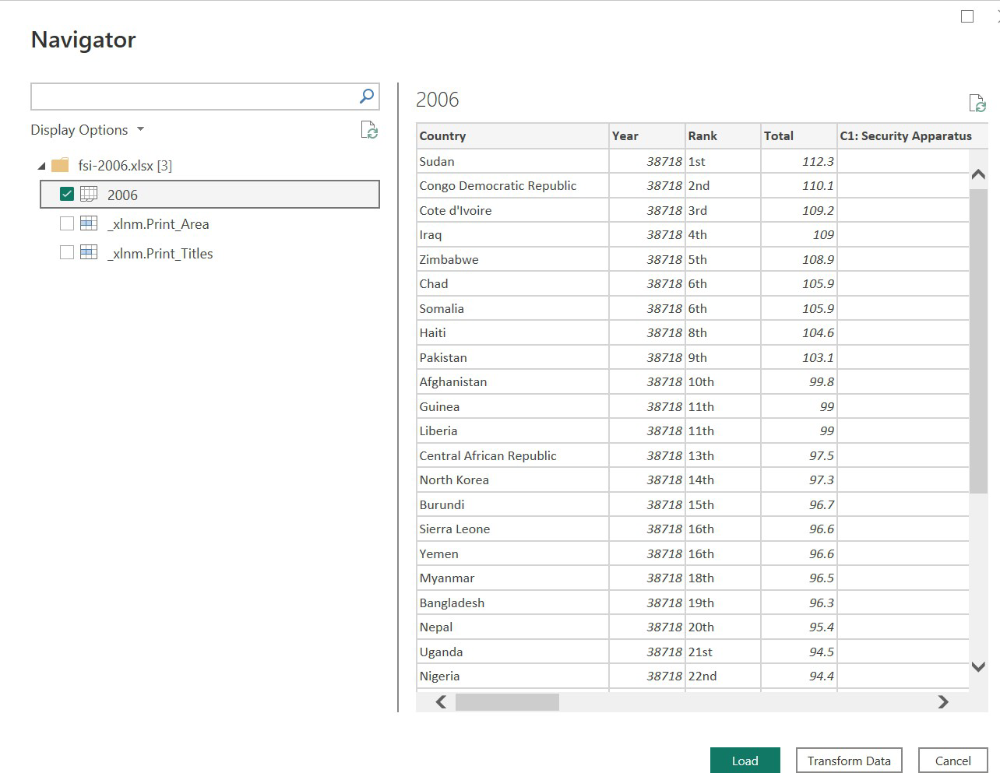 Navigator
Display Options
fsi-2006.xlsx [3]
2006
_xlnm.Print_Area
_xlnm.Print_Titles
2006
Country Year Rank Total C1: Security Apparatus
Sudan 38718 1st 112.3
Congo Democratic Republic 38718 2nd 110.1
Cote d'Ivoire 38718 3rd 109.2
Iraq 38718 4th 109
Zimbabwe 38718 5th 108.9
Chad 38718 6th 105.9
Somalia 38718 6th 105.9
Haiti 38718 8th 104.6
Pakistan 38718 9th 103.1
Afghanistan 38718 10th 99.8
Guinea 38718 11th 99
Liberia 38718 11th 99
Central African Republic 38718 13th 97.5
North Korea 38718 14th 97.3
Burundi 38718 15th 96.7
Sierra Leone 38718 16th 96.6
Yemen 38718 16th 96.6
Myanmar 38718 18th 96.5
Bangladesh 38718 19th 96.3
Nepal 38718 20th 95.4
Uganda 38718 21st 94.5
Nigeria 38718 22nd 94.4
Load Transform Data Cancel